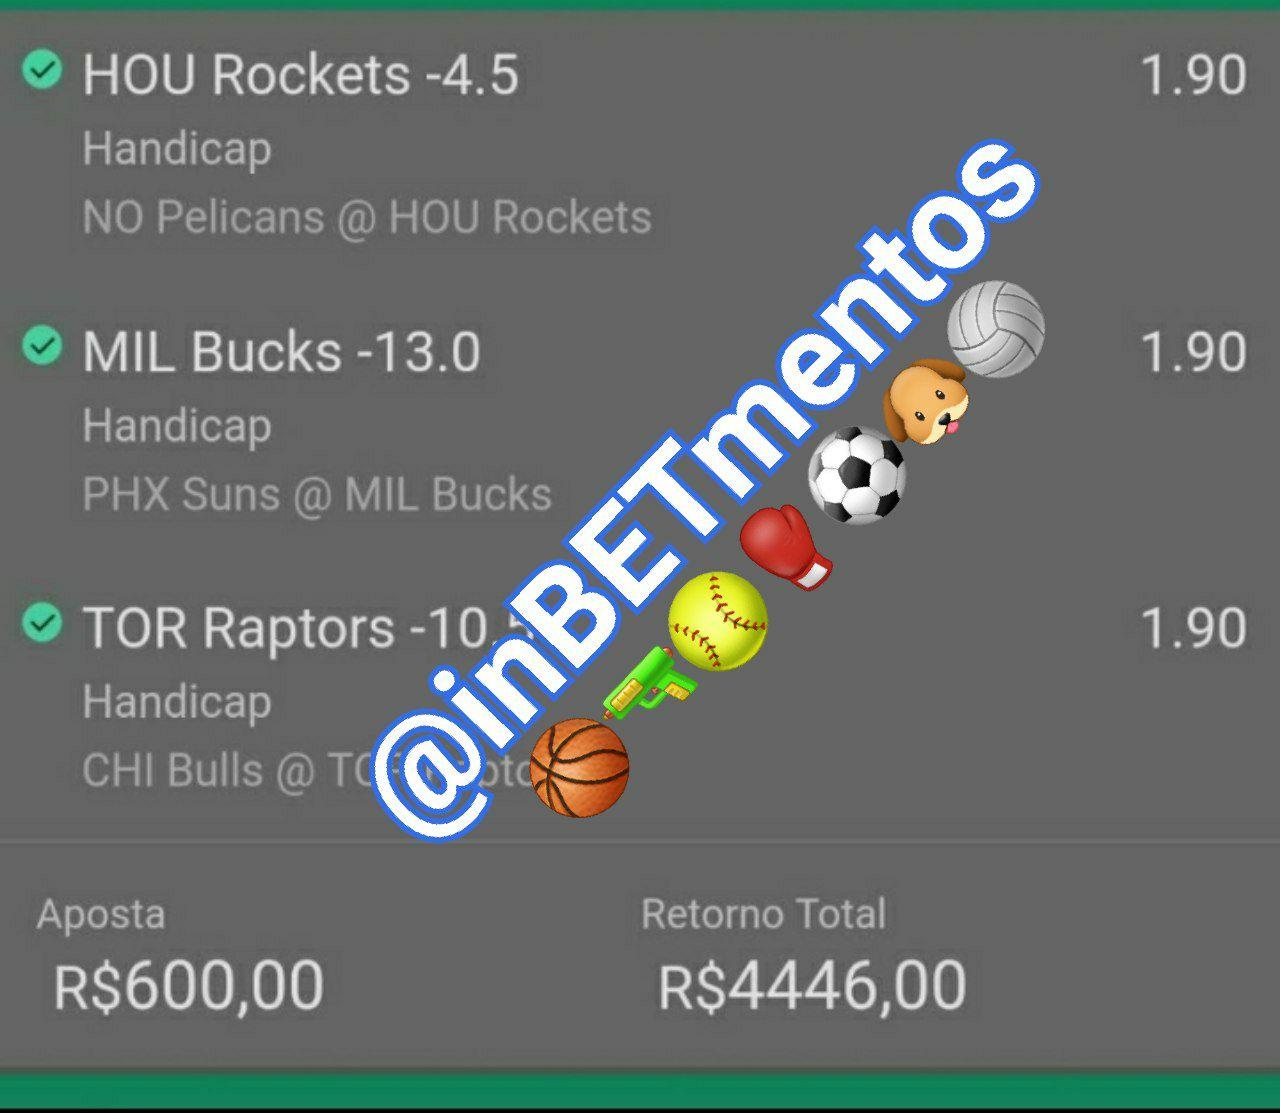 HOU Rockets -4.5
1.90
Handicap
NO Pelicans @ HOU Rockets
MIL Bucks -13.0
1.90
Handicap
PHX Suns @ MIL Bucks
TOR Raptors -10.5
1.90
Handicap
CHI Bulls @
@inBETmentos
Aposta
Retorno Total
R$600,00
R$4446,00